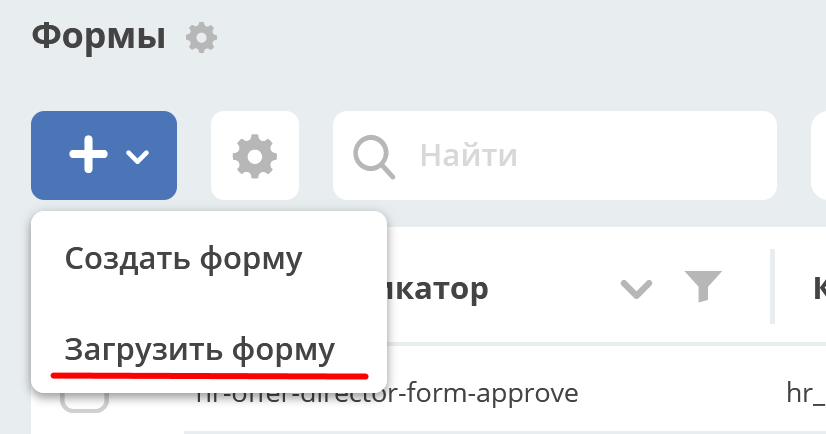 Формы
Найти
Создать форму
икатор
Загрузить форму
hr-offer-director-form-approve
hr_